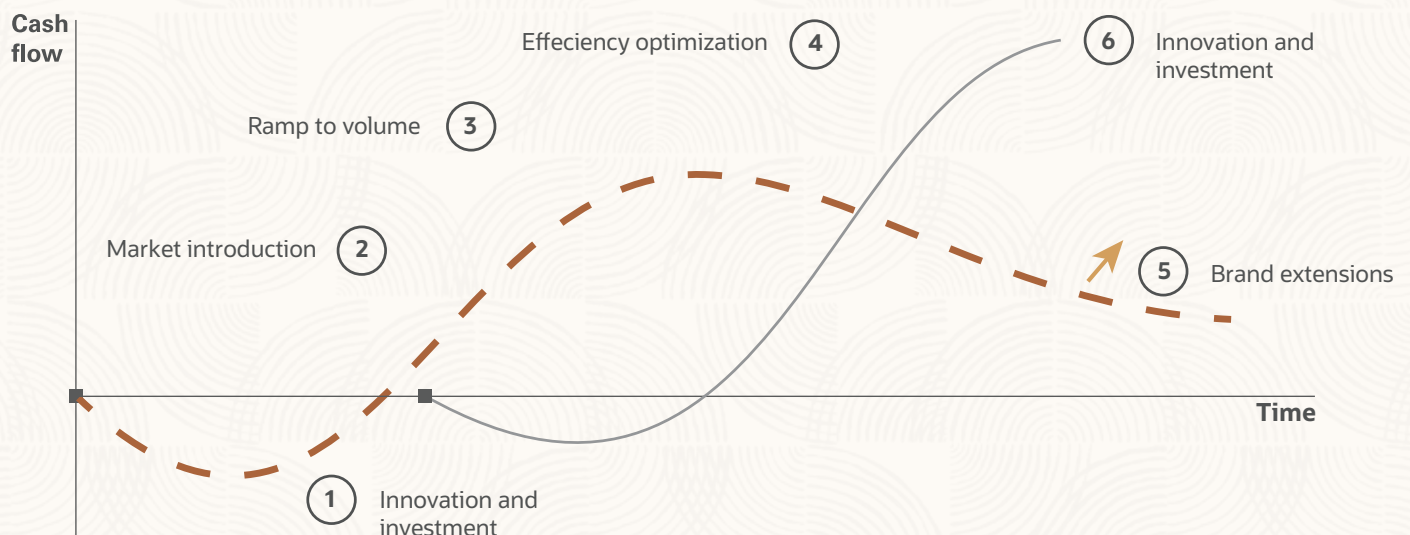 Cash
flow
Effeciency optimization
4
6
Innovation and
investment
Ramp to volume
3
Market introduction
2
5
Brand extensions
Time
1
Innovation and
investment